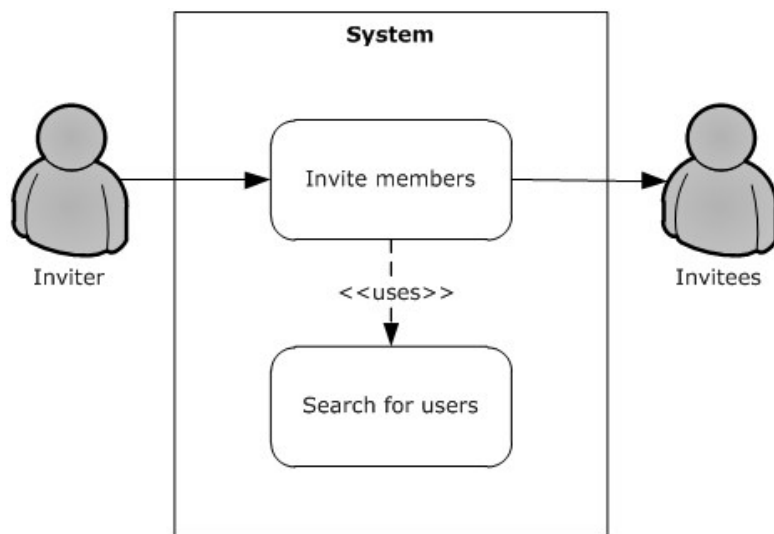 System
Invite members
Inviter
Invitees
<<uses>>
Search for users